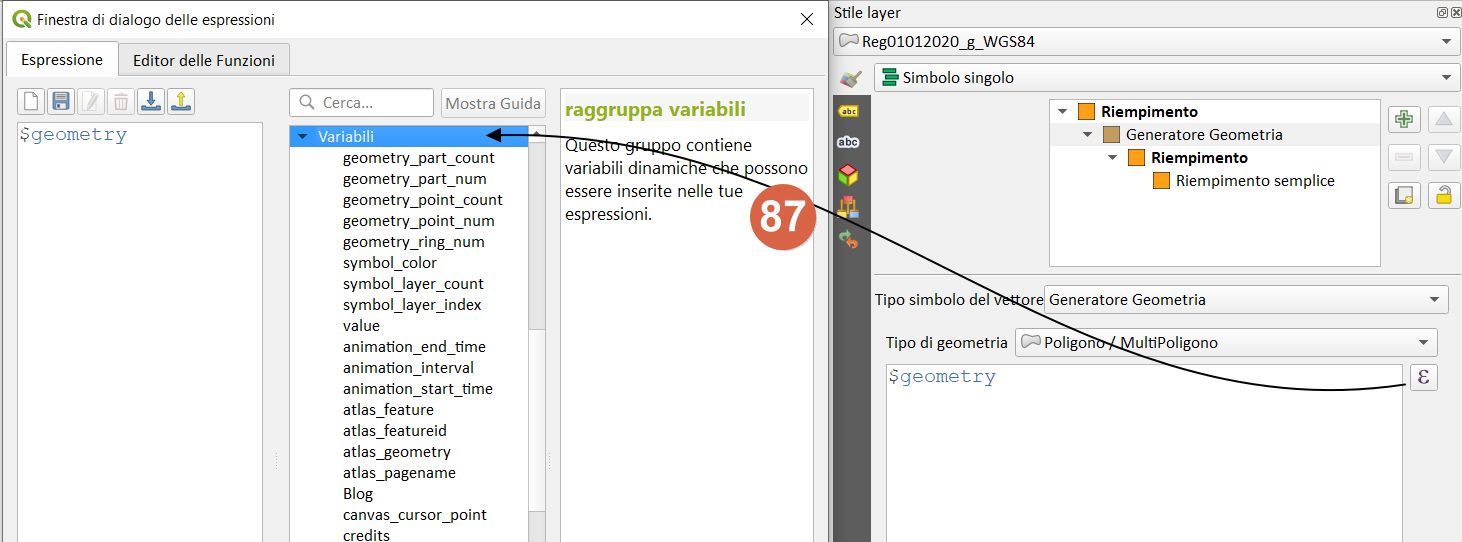 Finestra di dialogo delle espressioni
Espressione
Editor delle Funzioni
Cerca...
Mostra Guida
$geometry
Variabili
geometry_part_count
geometry_part_num
geometry_point_count
geometry_point_num
geometry_ring_num
symbol_color
symbol_layer_count
symbol_layer_index
value
animation_end_time
animation_interval
animation_start_time
atlas_feature
atlas_featureid
atlas_geometry
atlas_pagename
Blog
canvas_cursor_point
credits
raggruppa variabili
Questo gruppo contiene
variabili dinamiche che possono
essere inserite nelle tue
espressioni.
87
Stile layer
Reg01012020_g_WGS84
Simbolo singolo
abc
abc
Riempimento
Generatore Geometria
Riempimento
Riempimento semplice
Tipo simbolo del vettore Generatore Geometria
Tipo di geometria Poligono / MultiPoligono
$geometry
ε